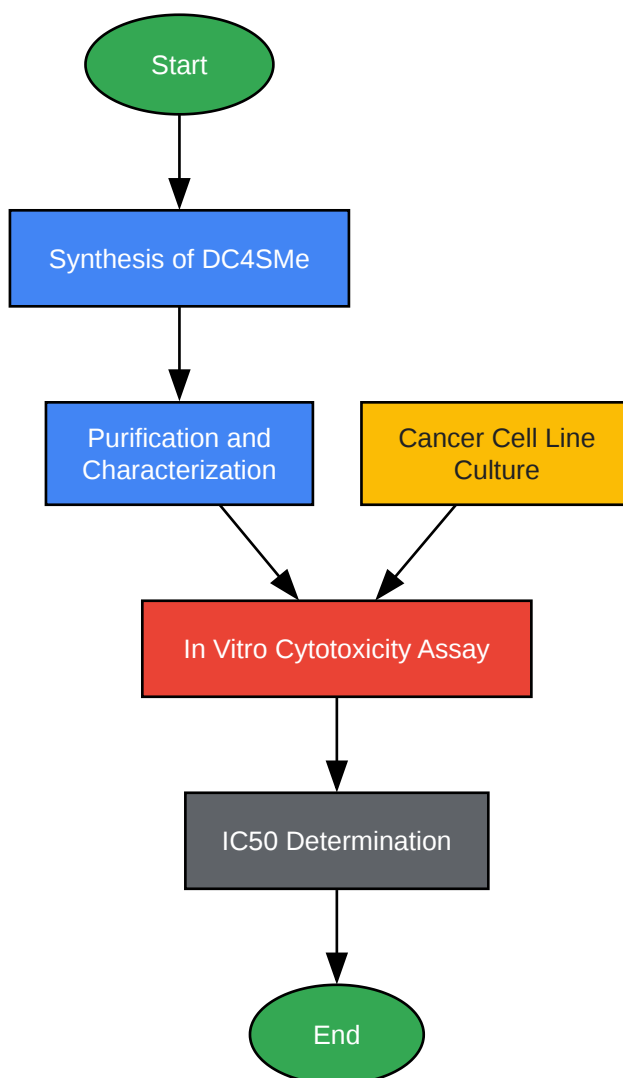 Start
Synthesis of DC4SMe
Purification and
Characterization
Cancer Cell Line
Culture
In Vitro Cytotoxicity Assay
IC50 Determination
End